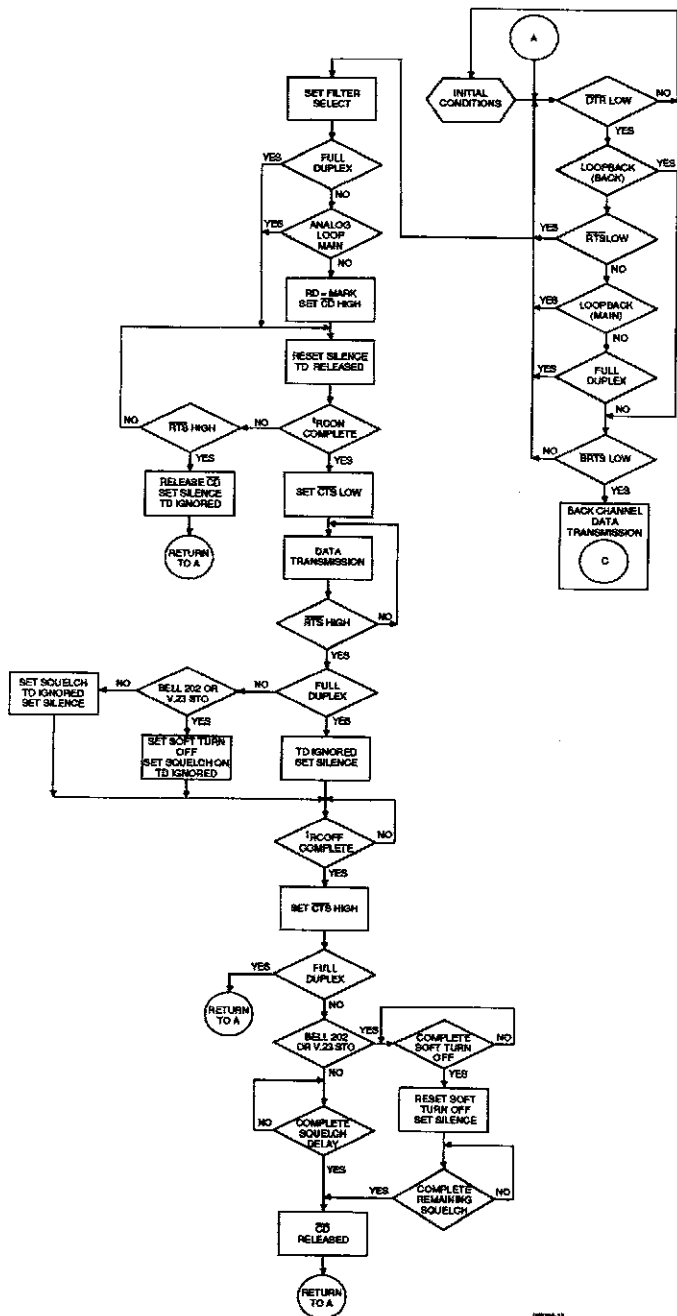 A
SET FILTER
SELECT
INITIAL
CONDITIONS
DTR LOW
NO
YES
FULL
DUPLEX
YES
NO
LOOPBACK
(BACK)
YES
NO
ANALOG
LOOP
MAIN
YES
NO
RTS LOW
YES
NO
RD = MARK
SET CD HIGH
LOOPBACK
(MAIN)
YES
NO
RESET SILENCE
TD RELEASED
FULL
DUPLEX
YES
NO
RTS HIGH
NO
YES
tRCON
COMPLETE
NO
YES
BRTS LOW
NO
YES
RELEASE CD
SET SILENCE
TD IGNORED
SET CTS LOW
BACK CHANNEL
DATA
TRANSMISSION
C
RETURN
TO A
DATA
TRANSMISSION
RTS HIGH
NO
YES
SET SQUELCH
TD IGNORED
SET SILENCE
NO
BELL 202 OR
V.23 STO
YES
NO
FULL
DUPLEX
YES
SET SOFT TURN
OFF
SET SQUELCH ON
TD IGNORED
TD IGNORED
SET SILENCE
tRCOFF
COMPLETE
NO
YES
SET CTS HIGH
YES
FULL
DUPLEX
NO
RETURN
TO A
BELL 202
OR V.23 STO
YES
NO
COMPLETE
SOFT TURN
OFF
NO
YES
NO
COMPLETE
SQUELCH
DELAY
YES
RESET SOFT
TURN OFF
SET SILENCE
YES
COMPLETE
REMAINING
SQUELCH
NO
CD
RELEASED
RETURN
TO A